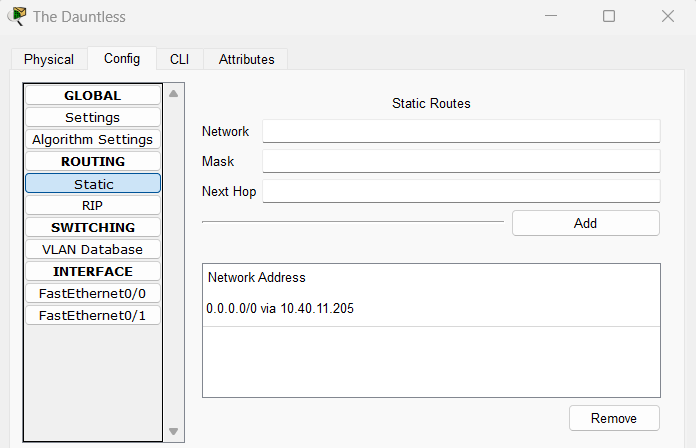 The Dauntless
Physical
Config
CLI
Attributes
GLOBAL
Settings
Algorithm Settings
ROUTING
Static
RIP
SWITCHING
VLAN Database
INTERFACE
FastEthernet0/0
FastEthernet0/1
Static Routes
Network
Mask
Next Hop
Add
Network Address
0.0.0.0/0 via 10.40.11.205
Remove